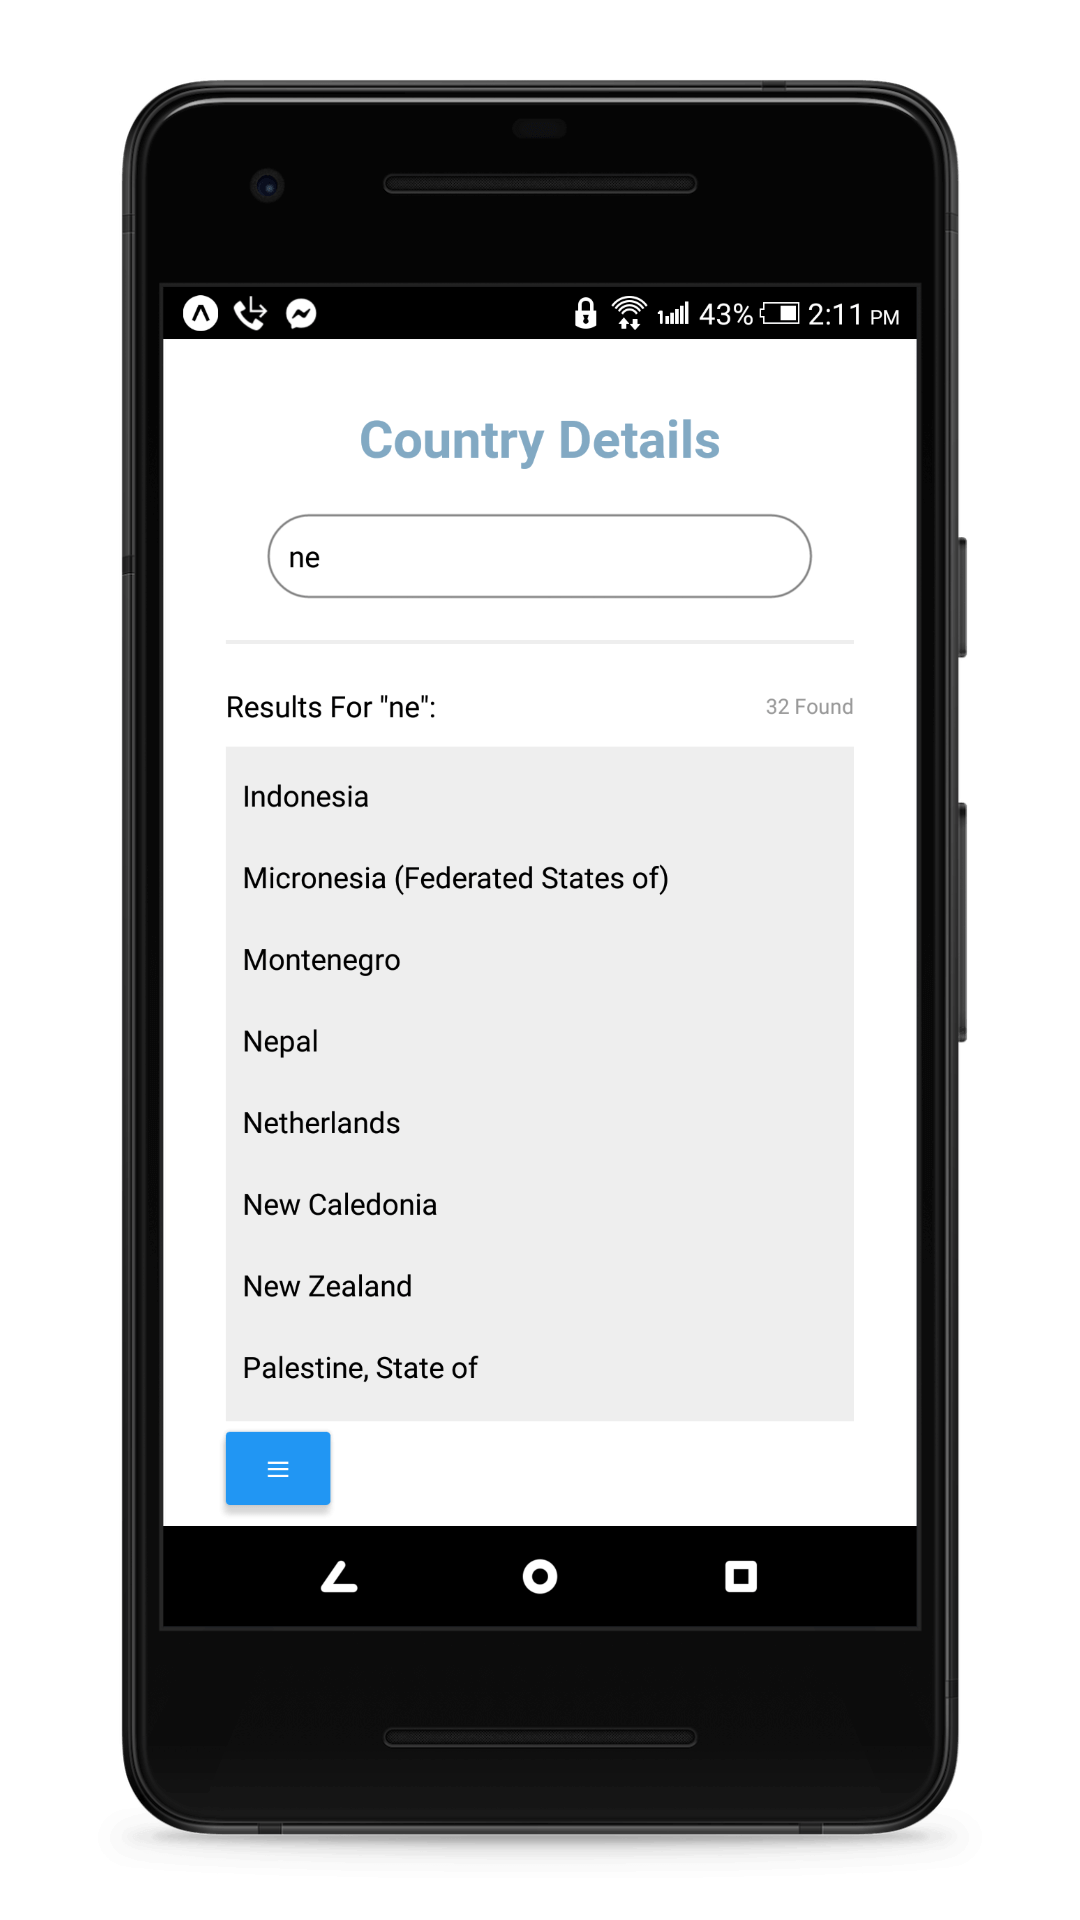 43% 2:11 PM
Country Details
ne
Results For "ne":
32 Found
Indonesia
Micronesia (Federated States of)
Montenegro
Nepal
Netherlands
New Caledonia
New Zealand
Palestine, State of